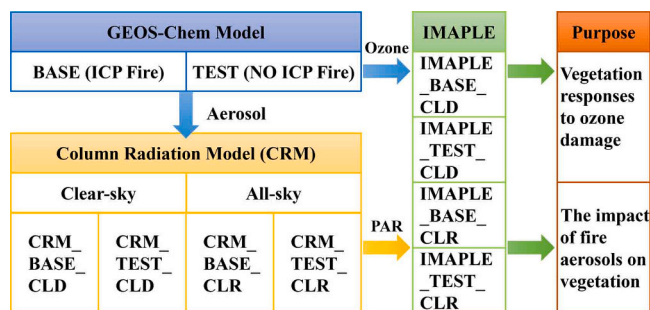 GEOS-Chem Model
BASE (ICP Fire)
TEST (NO ICP Fire)
Ozone
Aerosol
Column Radiation Model (CRM)
Clear-sky
All-sky
CRM_
BASE_
CLD
CRM_
TEST_
CLD
CRM_
BASE_
CLR
CRM_
TEST_
CLR
PAR
IMAPLE
IMAPLE
_BASE_
CLD
IMAPLE
_TEST_
CLD
IMAPLE
_BASE_
CLR
IMAPLE
_TEST_
CLR
Purpose
Vegetation
responses
to ozone
damage
The impact
of fire
aerosols on
vegetation